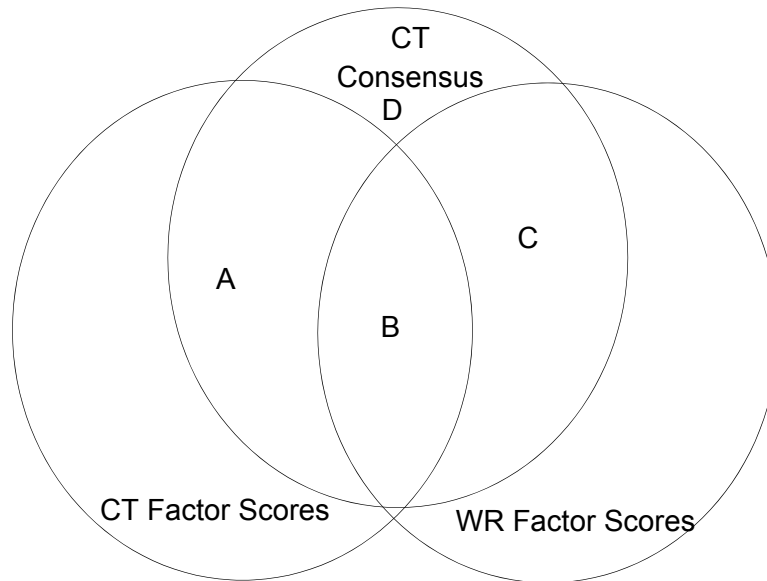 CT
Consensus
D
C
A
B
CT Factor Scores
WR Factor Scores